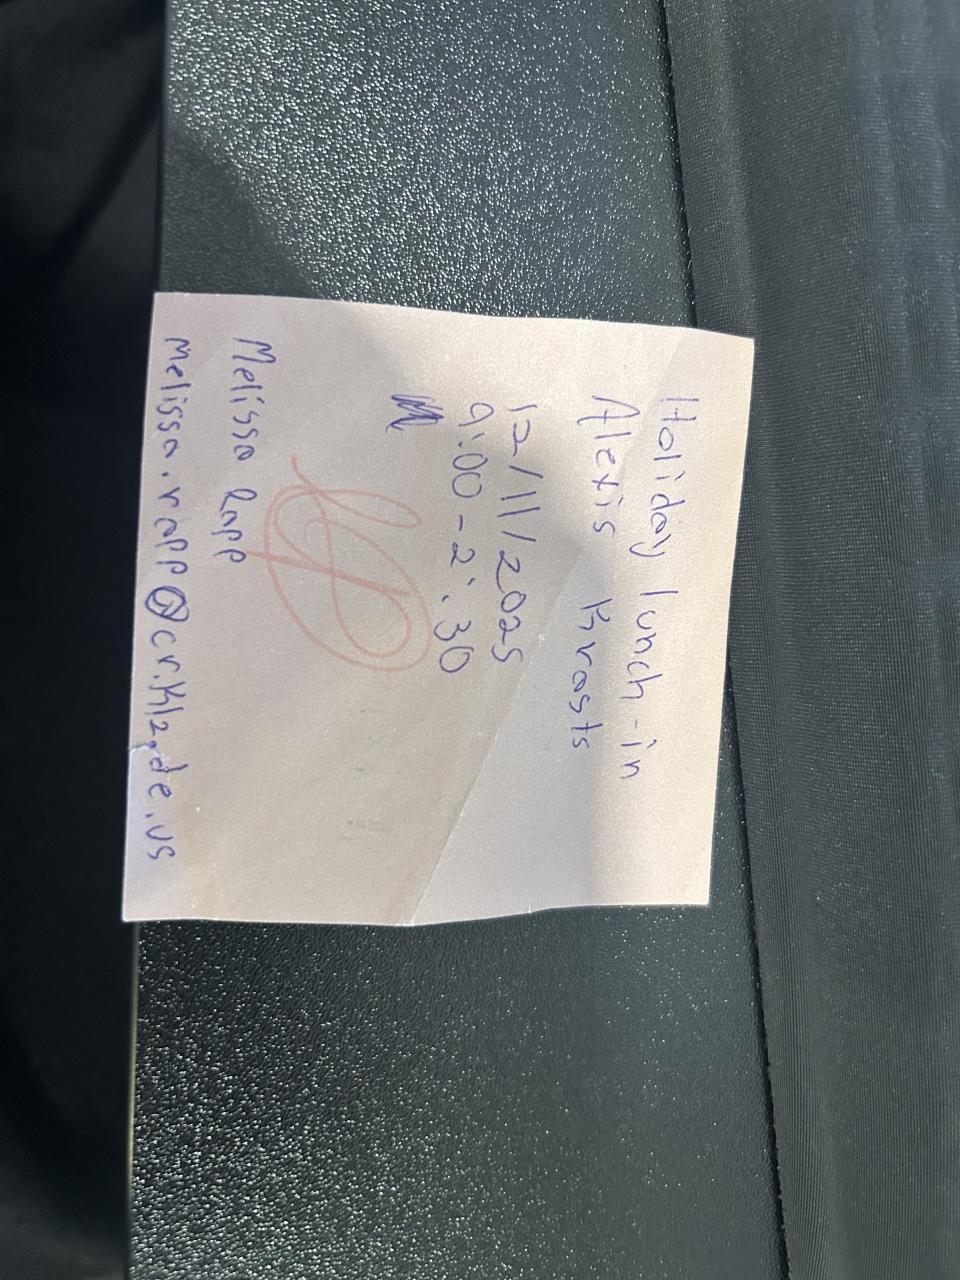 Holiday lunch-in
Alexis Krasts
12/11/2025
9:00-2:30
Melissa Rapp
melissa.rapp@cr.k12.de.us